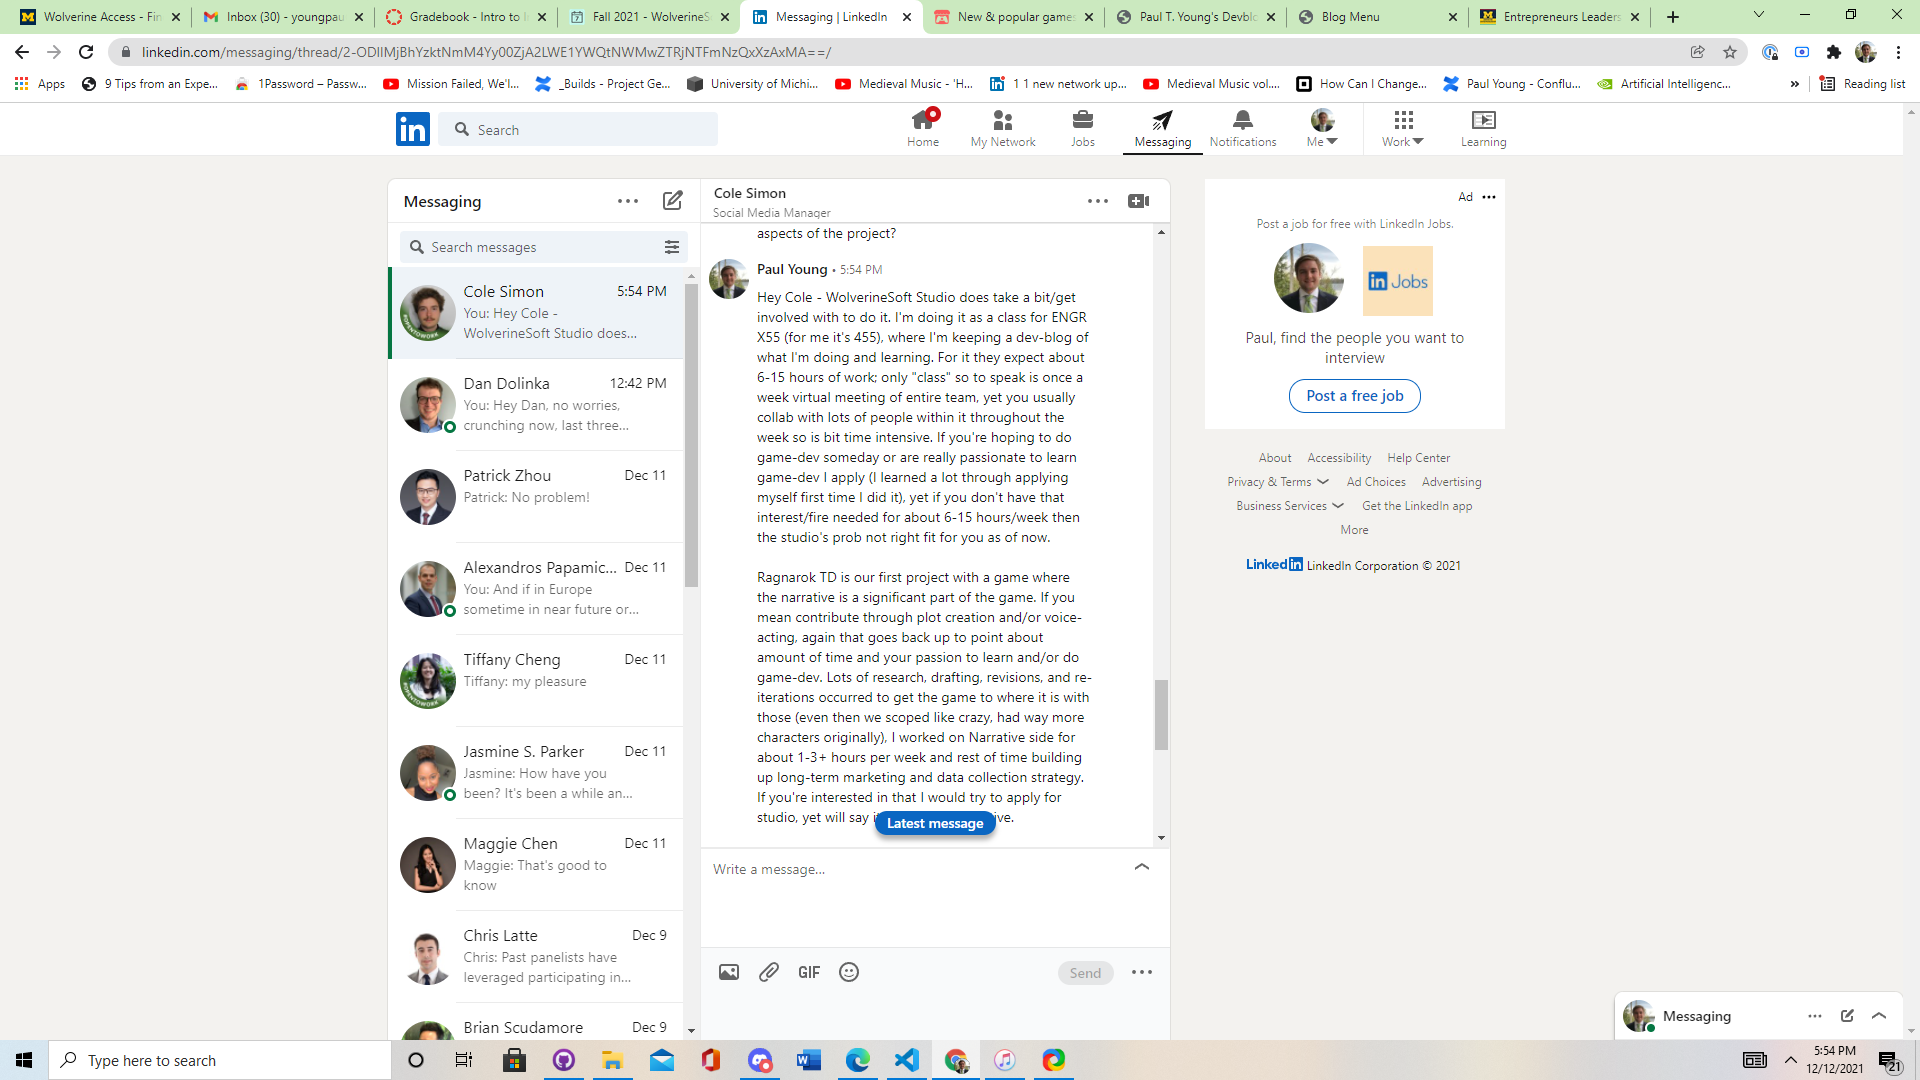 Wolverine Access - Fin
Inbox (30) - youngpau
Gradebook - Intro to I
Fall 2021 - WolverineS
Messaging | LinkedIn
New & popular game
Paul T. Young's Devblo
Blog Menu
Entrepreneurs Leaders
linkedin.com/messaging/thread/2-ODIlMjBhYzktNmM4Yy00ZjA2LWE1YWQtNWMwZTRjNTFmNzQxXzAxMA==/
Apps
9 Tips from an Expe...
1Password – Passw...
Mission Failed, We'l...
_Builds - Project Ge...
University of Michi...
Medieval Music - 'H...
1 1 new network up...
Medieval Music vol....
How Can I Change...
Paul Young - Conflu...
Artificial Intelligenc...
»
Reading list
in
Search
Home
My Network
Jobs
Messaging
Notifications
Me
Work
Learning
Messaging
Search messages
Cole Simon
5:54 PM
You: Hey Cole -
WolverineSoft Studio does...
#OPENTOWORK
Dan Dolinka
12:42 PM
You: Hey Dan, no worries,
crunching now, last three...
Patrick Zhou
Dec 11
Patrick: No problem!
Alexandros Papamic...
Dec 11
You: And if in Europe
sometime in near future or...
Tiffany Cheng
Dec 11
Tiffany: my pleasure
#OPENTOWORK
Jasmine S. Parker
Dec 11
Jasmine: How have you
been? It's been a while an...
Maggie Chen
Dec 11
Maggie: That's good to
know
Chris Latte
Dec 9
Chris: Past panelists have
leveraged participating in...
Brian Scudamore
Dec 9
Cole Simon
Social Media Manager
aspects of the project?
Paul Young • 5:54 PM
Hey Cole - WolverineSoft Studio does take a bit/get
involved with to do it. I'm doing it as a class for ENGR
X55 (for me it's 455), where I'm keeping a dev-blog of
what I'm doing and learning. For it they expect about
6-15 hours of work; only "class" so to speak is once a
week virtual meeting of entire team, yet you usually
collab with lots of people within it throughout the
week so is bit time intensive. If you're hoping to do
game-dev someday or are really passionate to learn
game-dev I apply (I learned a lot through applying
myself first time I did it), yet if you don't have that
interest/fire needed for about 6-15 hours/week then
the studio's prob not right fit for you as of now.
Ragnarok TD is our first project with a game where
the narrative is a significant part of the game. If you
mean contribute through plot creation and/or voice-
acting, again that goes back up to point about
amount of time and your passion to learn and/or do
game-dev. Lots of research, drafting, revisions, and re-
iterations occurred to get the game to where it is with
those (even then we scoped like crazy, had way more
characters originally), I worked on Narrative side for
about 1-3+ hours per week and rest of time building
up long-term marketing and data collection strategy.
If you're interested in that I would try to apply for
studio, yet will say i
ive.
Latest message
Write a message...
GIF
Send
Ad
Post a job for free with LinkedIn Jobs.
in Jobs
Paul, find the people you want to
interview
Post a free job
About
Accessibility
Help Center
Privacy & Terms
Ad Choices
Advertising
Business Services
Get the LinkedIn app
More
Linked in LinkedIn Corporation © 2021
Messaging
Type here to search
5:54 PM
12/12/2021
21